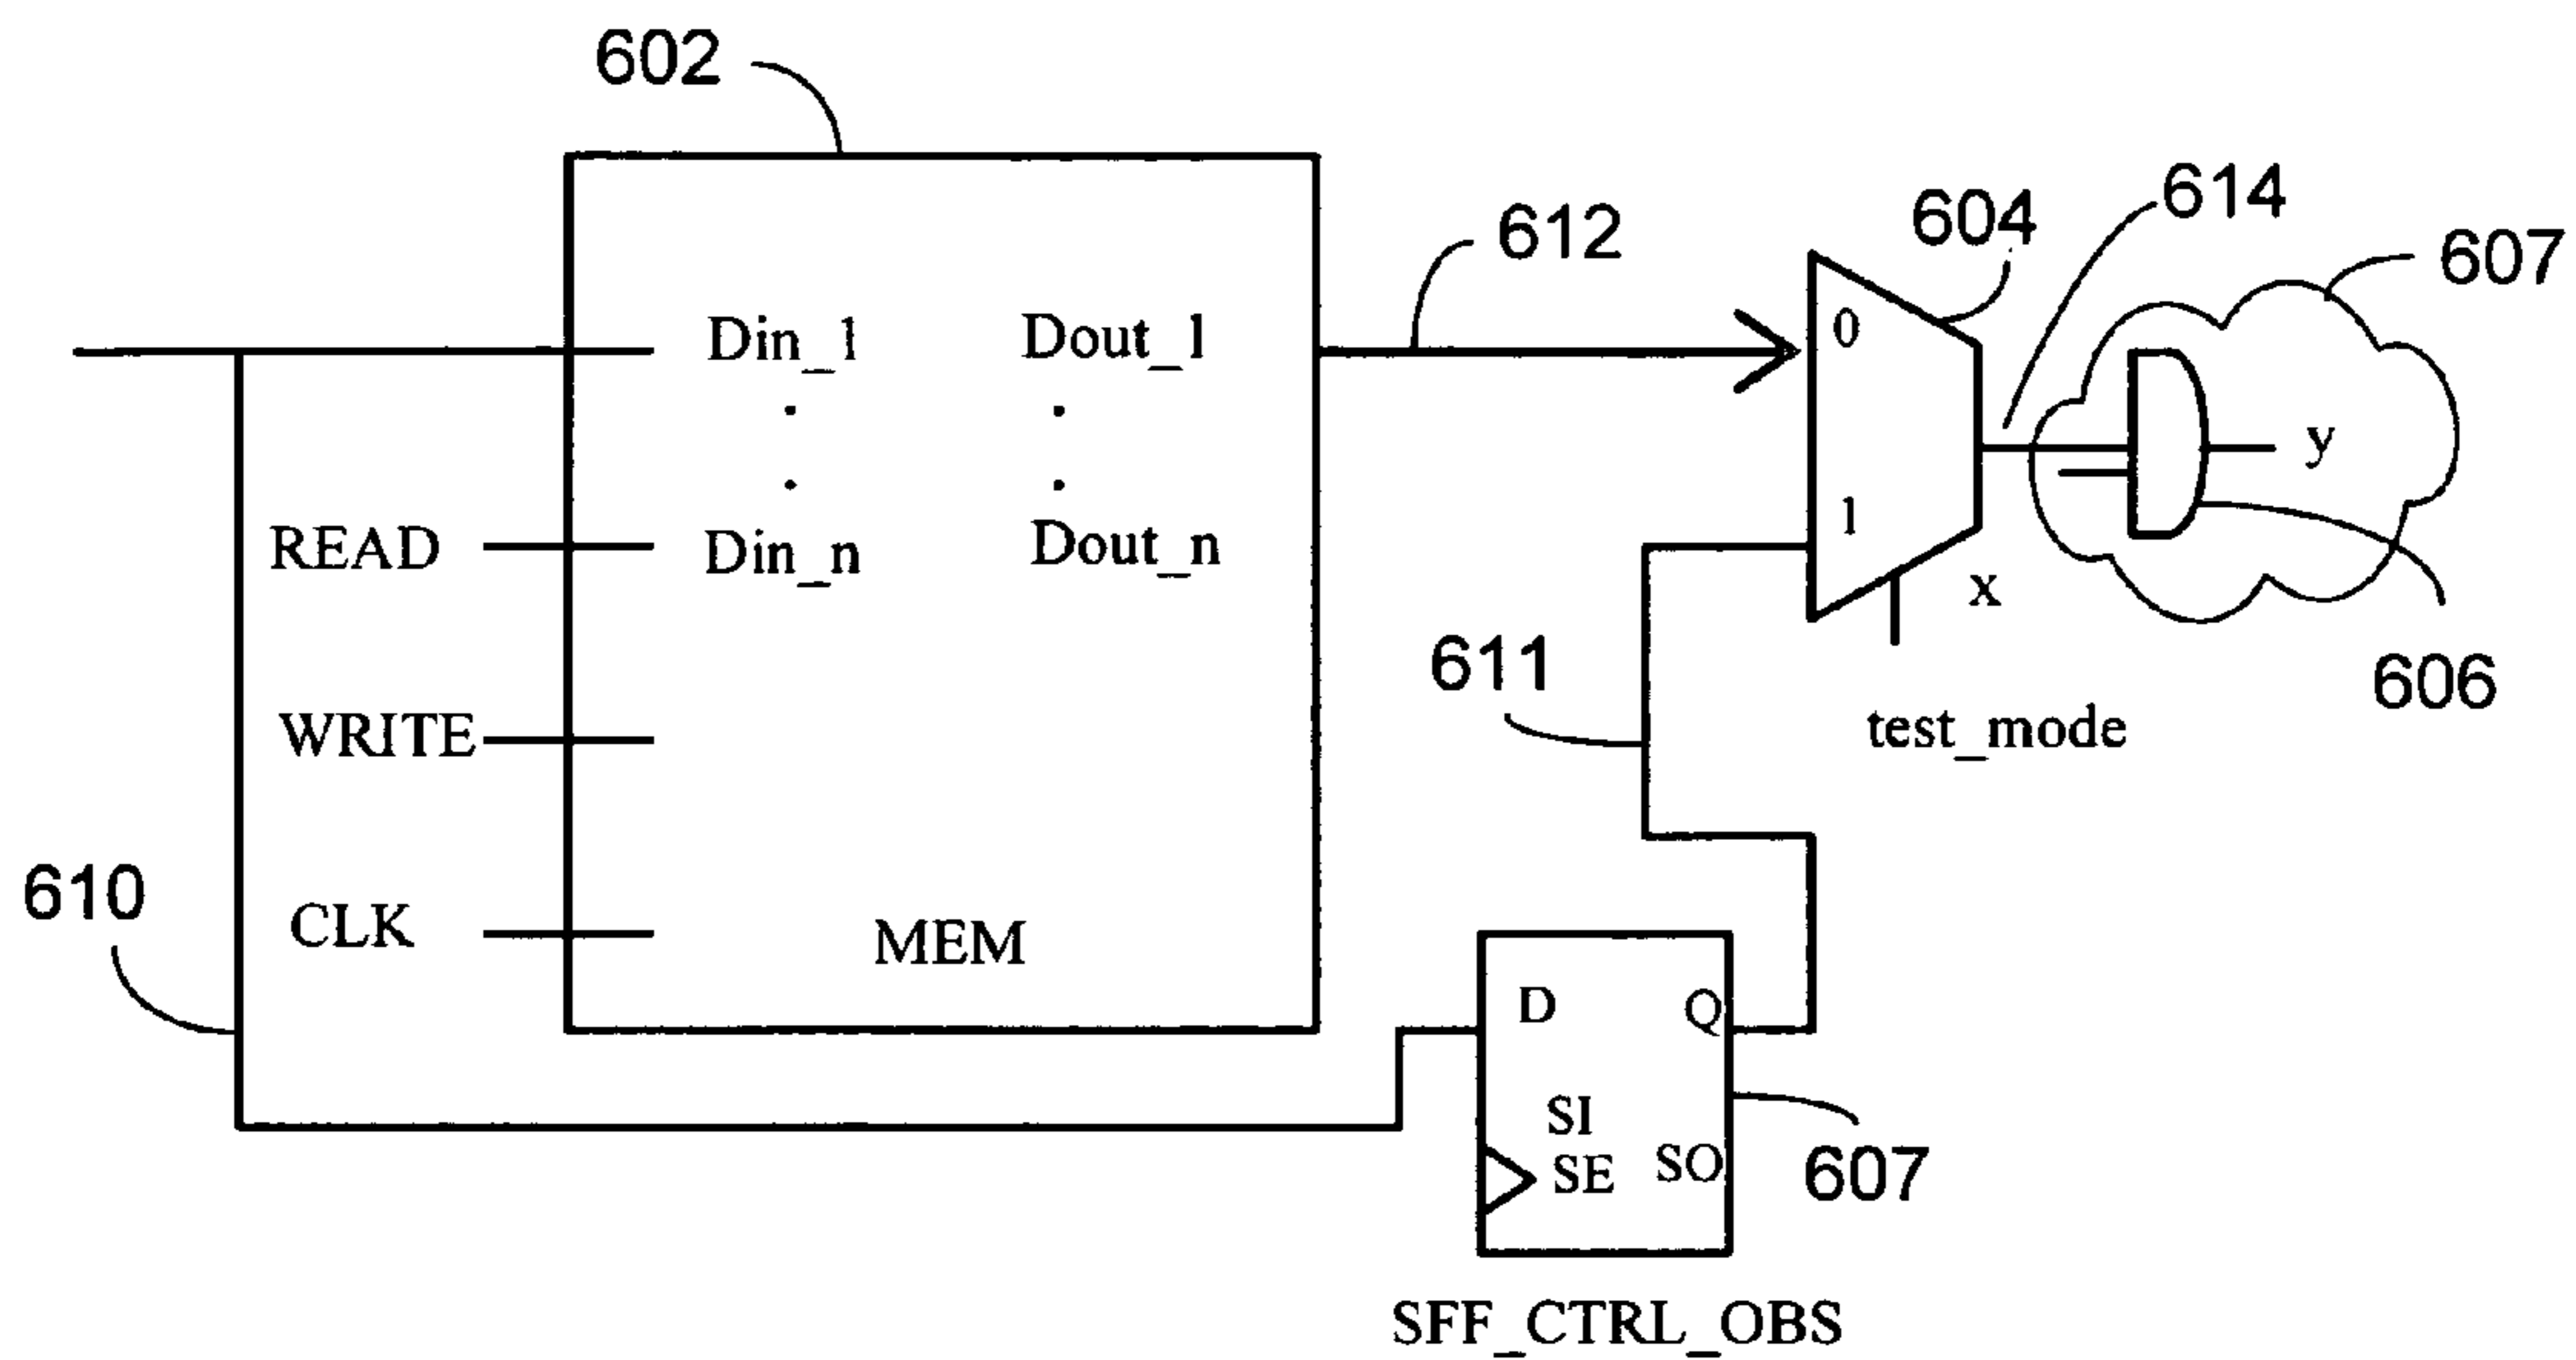 602
614
604
612
607
0
Din_1
Dout_1
y
1
READ
Din_n
Dout_n
x
611
606
WRITE
test_mode
610
CLK
MEM
D
Q
SI
SE
SO
607
SFF_CTRL_OBS